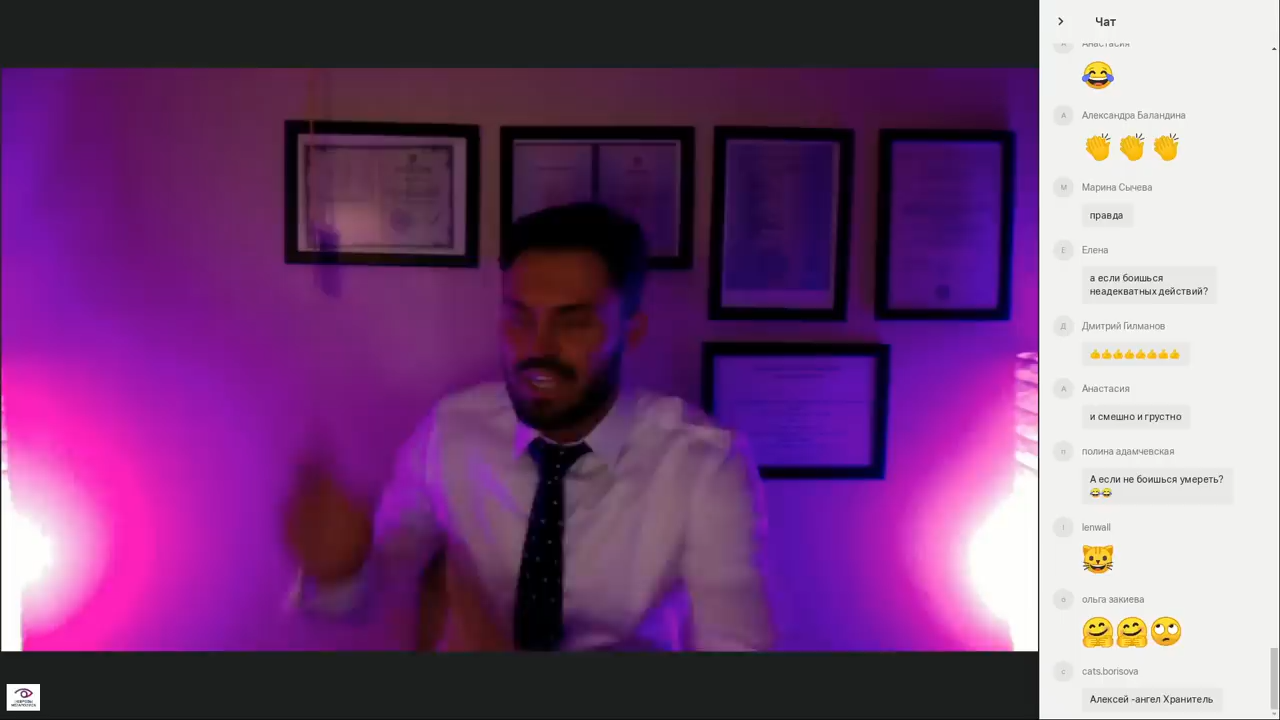 Чат
Анастасия
Александра Баландина
М
Марина Сычева
правда
Е
Елена
а если боишься
неадекватных действий?
Д
Дмитрий Гилманов
А
Анастасия
и смешно и грустно
п
полина адамчевская
А если не боишься умереть?
l
lenwall
о
ольга закиева
c
cats.borisova
Алексей -ангел Хранитель